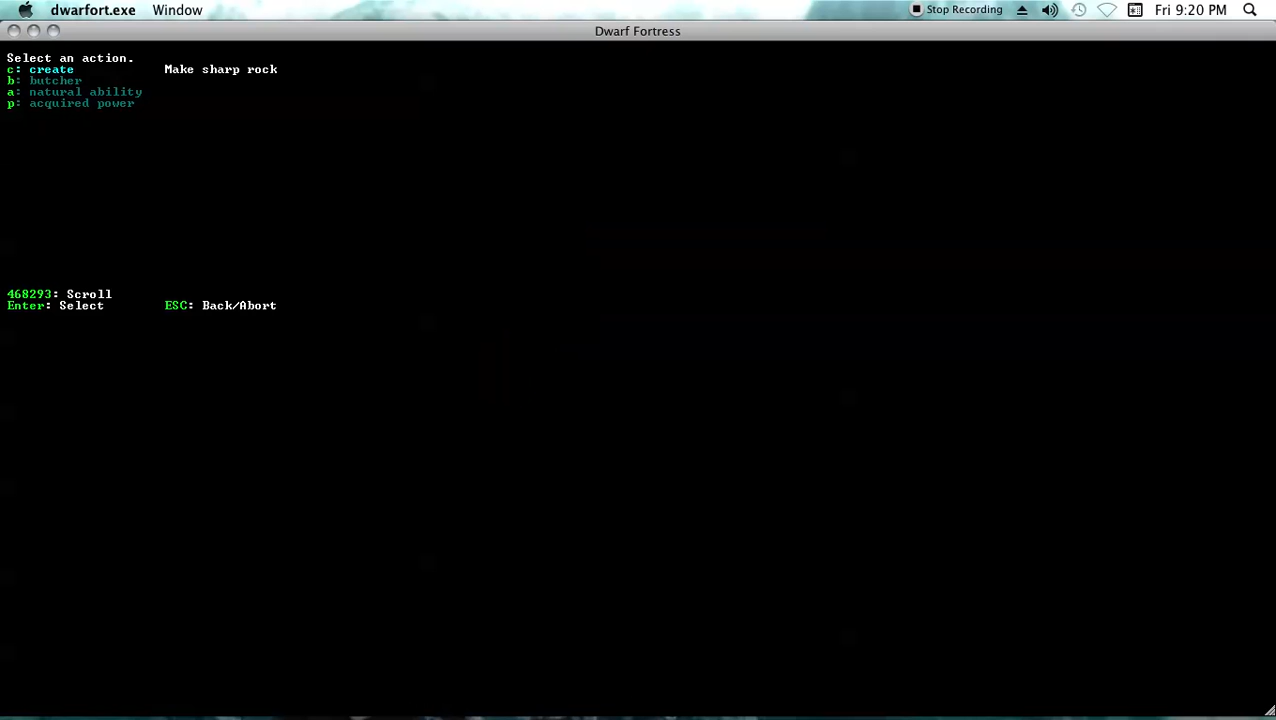 dwarfort.exe Window Stop Recording Fri 9:20 PM
Dwarf Fortress
Select an action.
c: create Make sharp rock
b: butcher
a: natural ability
p: acquired power
468293: Scroll
Enter: Select ESC: Back/Abort